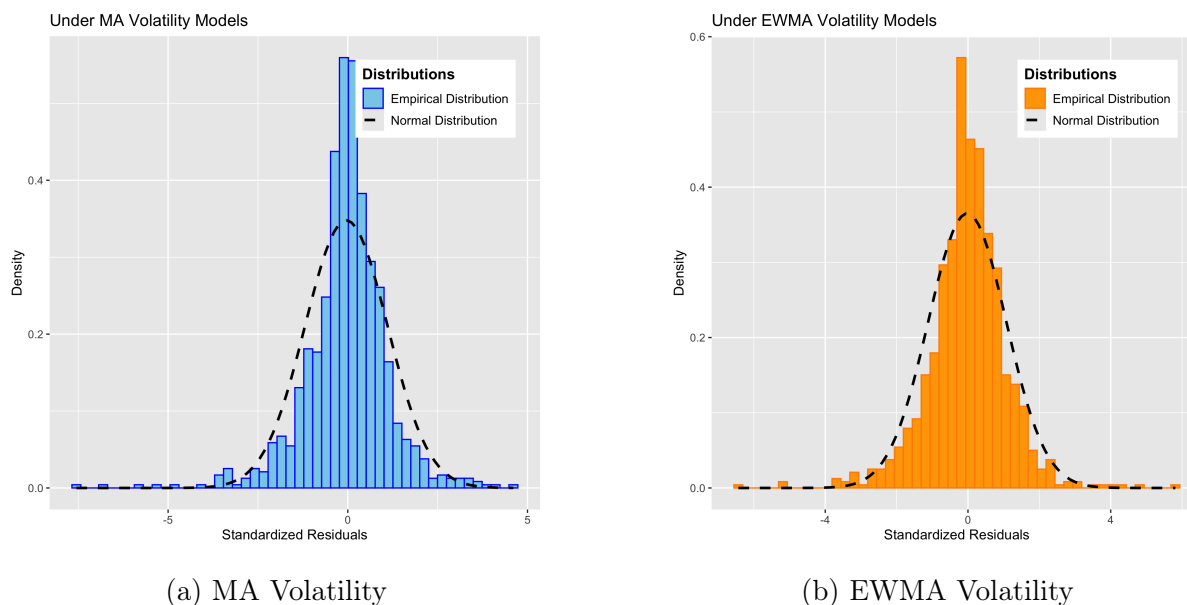 Under MA Volatility Models
Density
0.4
0.2
0.0
Distributions
Empirical Distribution
Normal Distribution
-5
0
5
Standardized Residuals
(a) MA Volatility
Under EWMA Volatility Models
Density
0.6
0.4
0.2
0.0
Distributions
Empirical Distribution
Normal Distribution
-4
0
4
Standardized Residuals
(b) EWMA Volatility